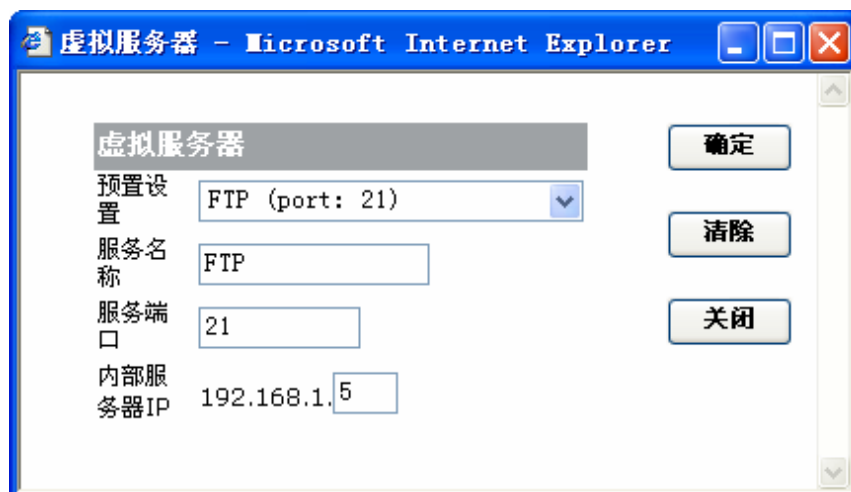 虚拟服务器 - Microsoft Internet Explorer
虚拟服务器
确定
预置设
置
FTP (port: 21)
清除
服务名
称
FTP
服务端
口
21
关闭
内部服
务器IP
192.168.1.5